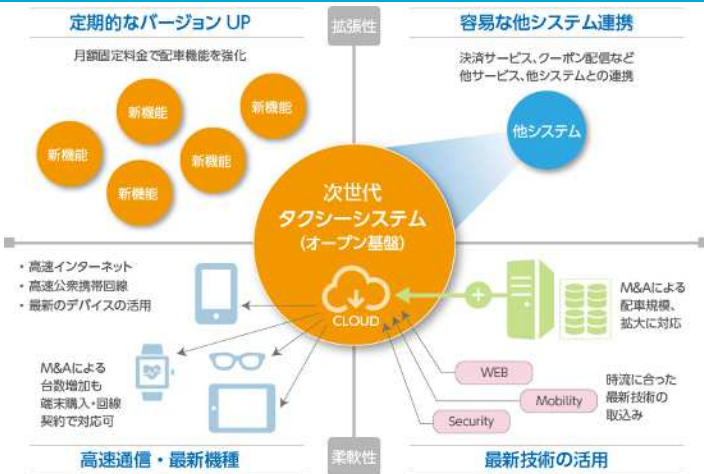 定期的なバージョン UP
拡張性
容易な他システム連携
月額固定料金で配車機能を強化
決済サービス、クーポン配信など
他サービス、他システムとの連携
新機能
新機能
新機能
新機能
新機能
他システム
次世代
タクシーシステム
(オープン基盤)
CLOUD
・高速インターネット
・高速公衆携帯回線
・最新のデバイスの活用
M&Aによる
配車規模、
拡大に対応
M&Aによる
台数増加も
端末購入・回線
契約で対応可
WEB
Mobility
Security
時流に合った
最新技術の
取込み
高速通信・最新機種
柔軟性
最新技術の活用